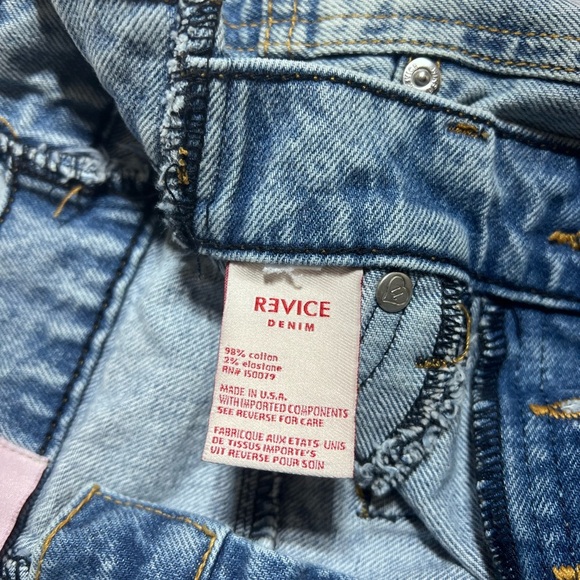 RƎVICE
DENIM
98% cotton
2% elastane
RN# 150079
MADE IN U.S.A.
WITH IMPORTED COMPONENTS
SEE REVERSE FOR CARE
FABRIQUE AUX ETATS-UNIS
DE TISSUS IMPORTE'S
VIT REVERSE POUR SOIN